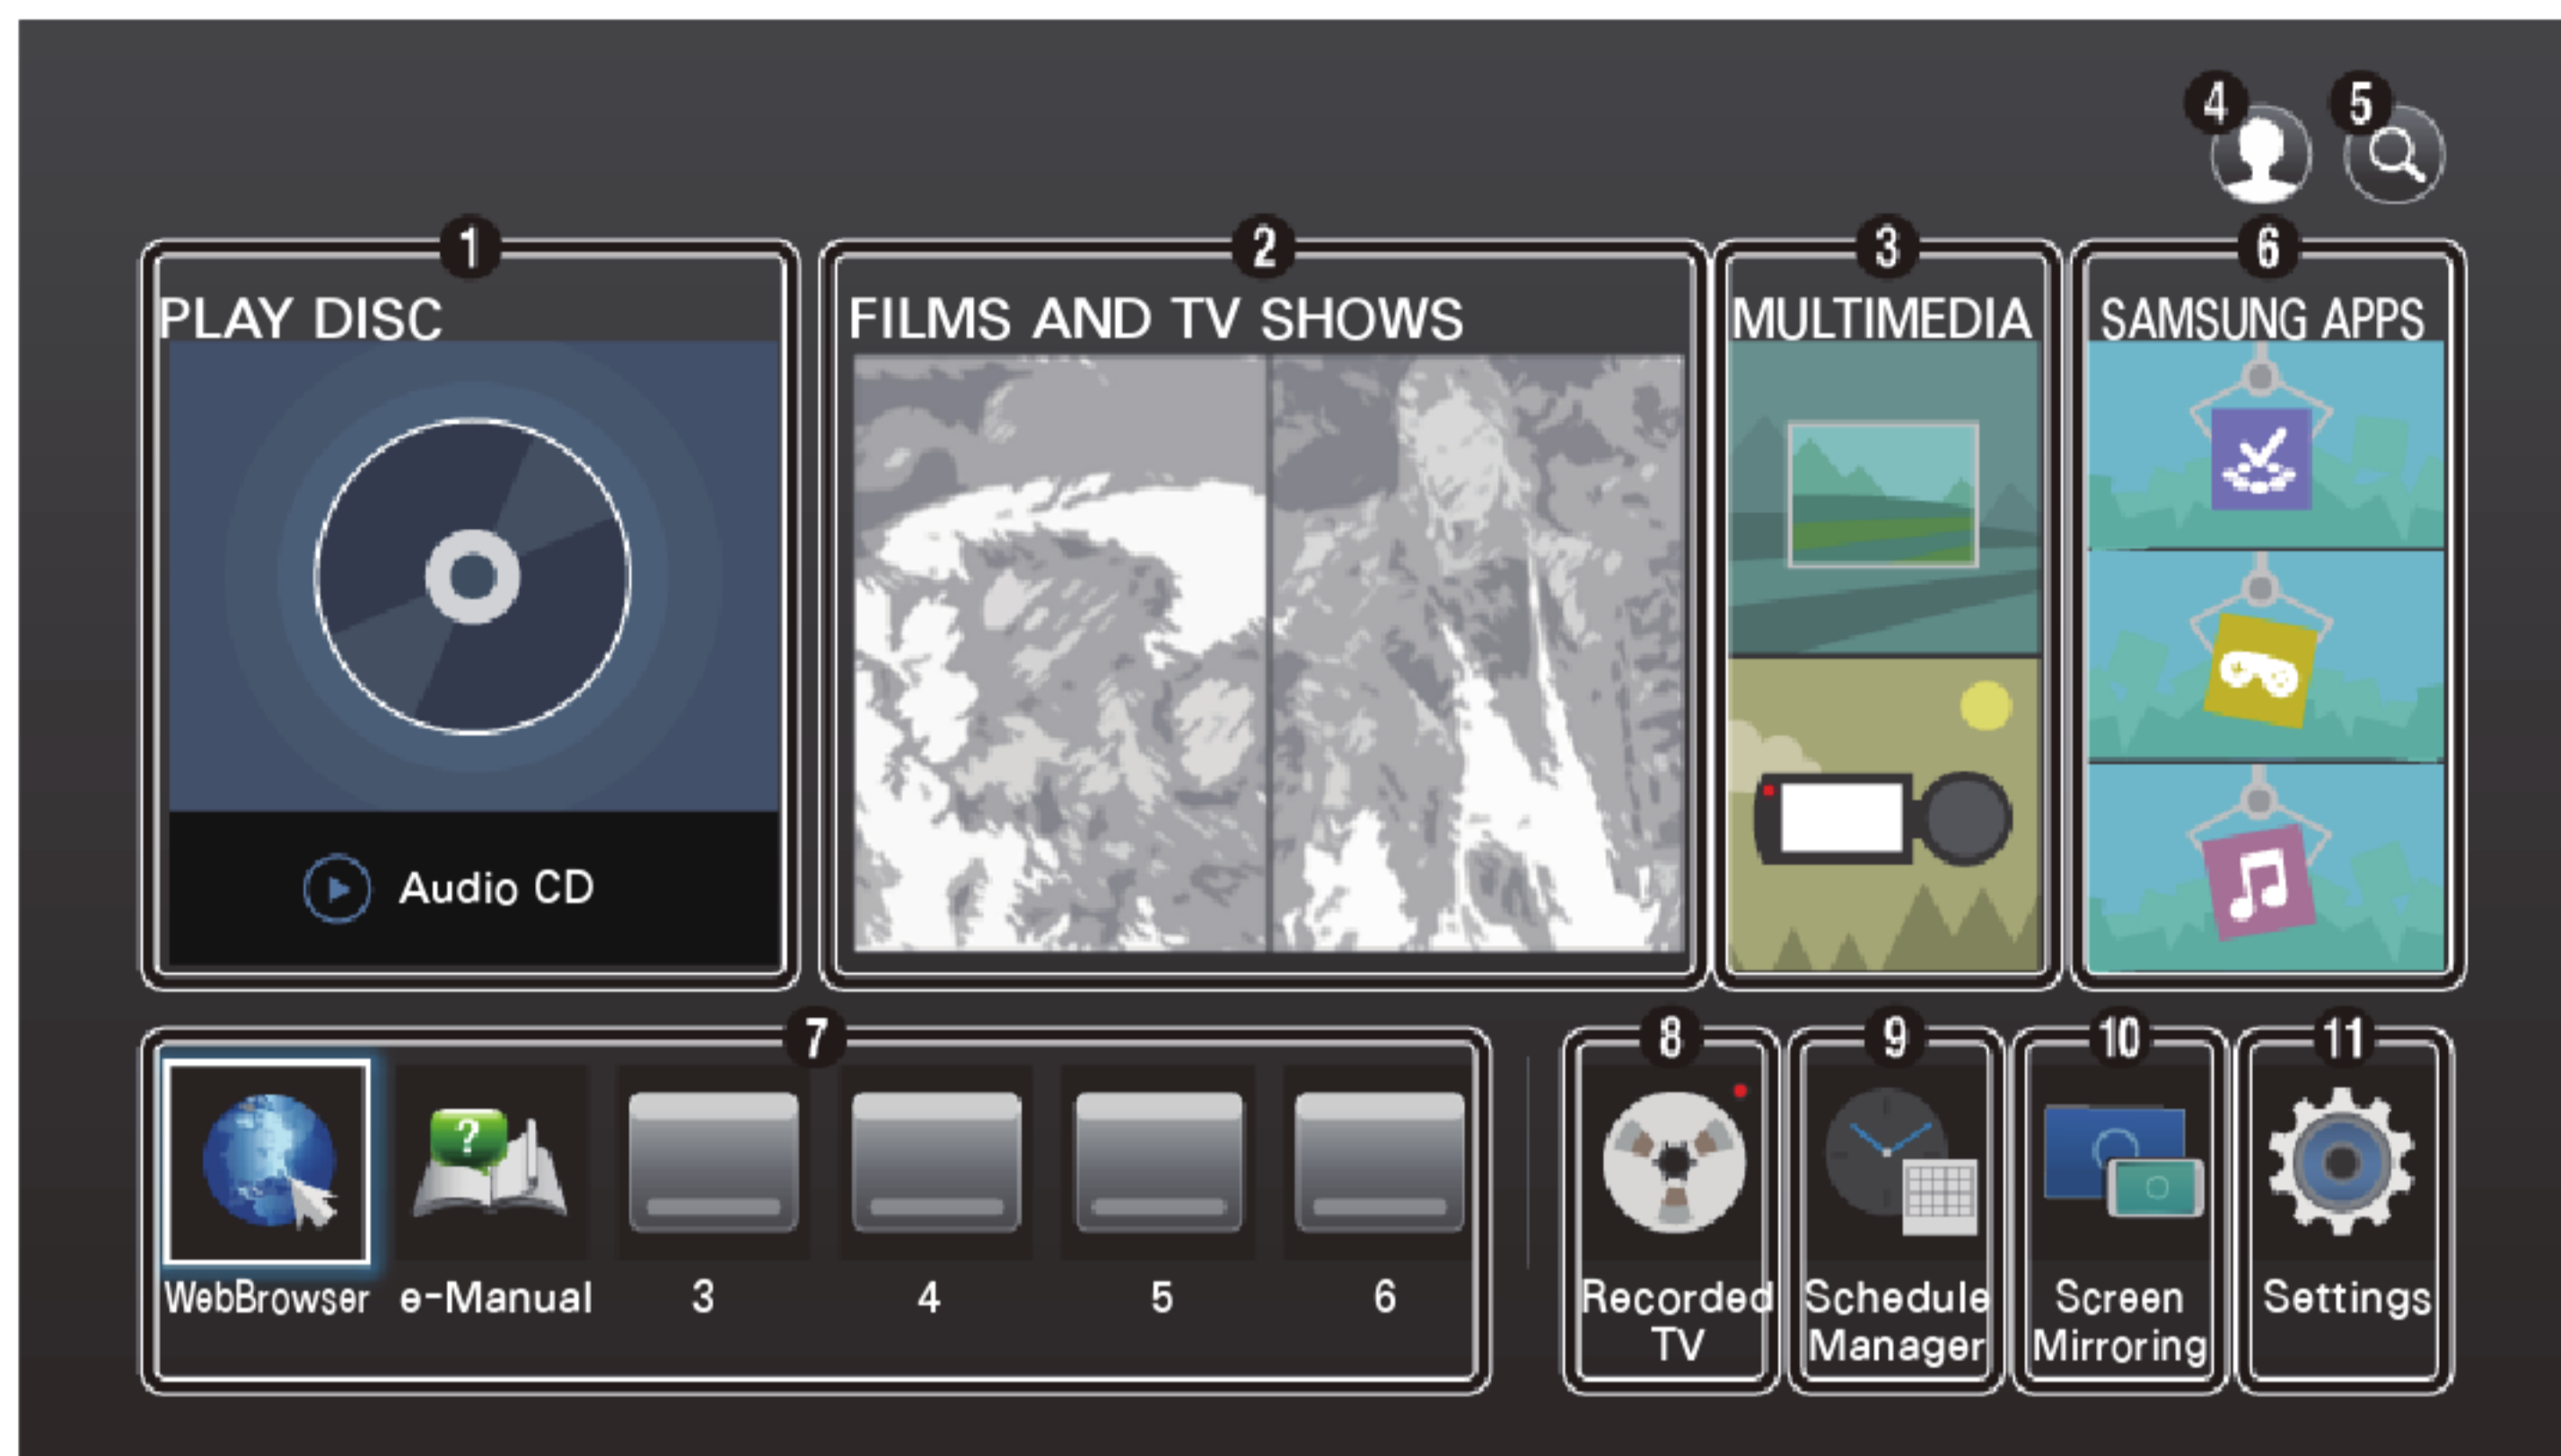 4 5
1 2 3 6
PLAY DISC FILMS AND TV SHOWS MULTIMEDIA SAMSUNG APPS
Audio CD
7 8 9 10 11
?
WebBrowser e-Manual 3 4 5 6 Recorded Schedule Screen Settings
TV Manager Mirroring